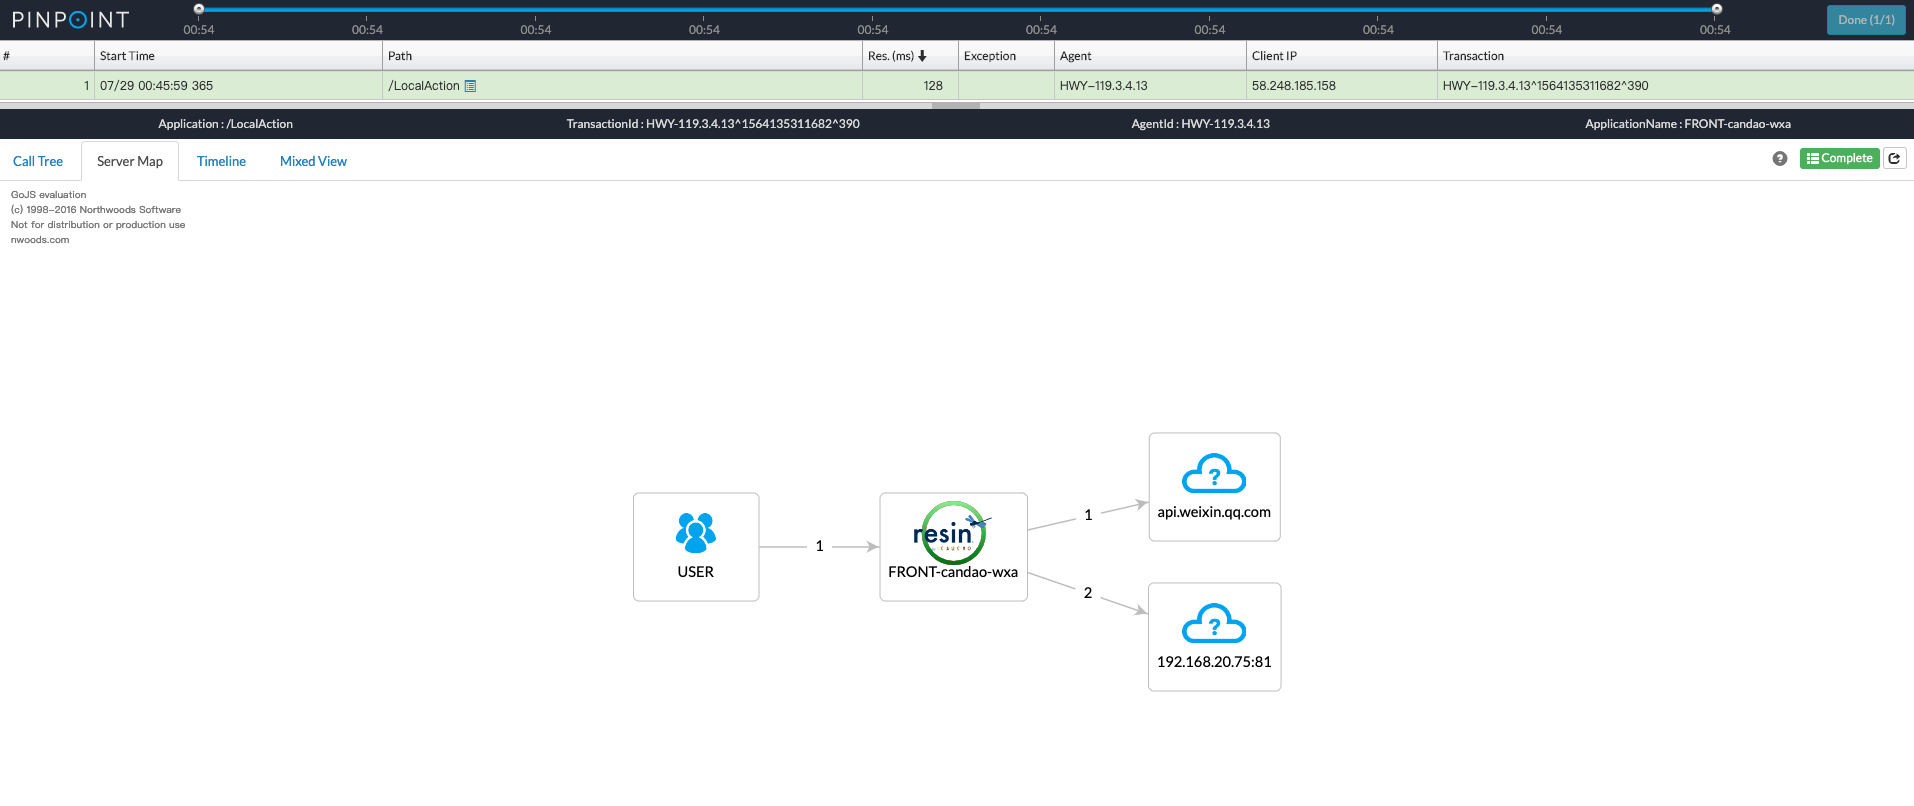 PINPOINT
00:54 00:54 00:54 00:54 00:54 00:54 00:54 00:54 00:54 00:54
Done (1/1)
# Start Time Path Res. (ms) Exception Agent Client IP Transaction
1 07/29 00:45:59 365 /LocalAction 128 HWY-119.3.4.13 58.248.185.158 HWY-119.3.4.13^1564135311682^390
Application : /LocalAction TransactionId : HWY-119.3.4.13^1564135311682^390 AgentId : HWY-119.3.4.13 ApplicationName : FRONT-candao-wxa
Call Tree Server Map Timeline Mixed View ? Complete
GoJS evaluation
(c) 1998-2016 Northwoods Software
Not for distribution or production use
nwoods.com
?
1
api.weixin.qq.com
resin
CAUCHO
1
USER
FRONT-candao-wxa
2
?
192.168.20.75:81